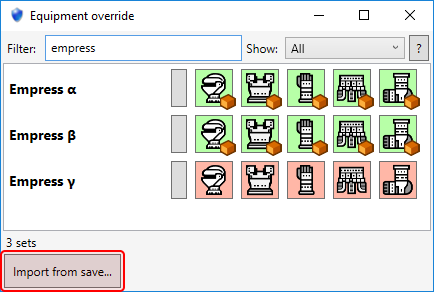 Equipment override
Filter: empress Show: All ?
Empress α
Empress β
Empress γ
3 sets
Import from save...